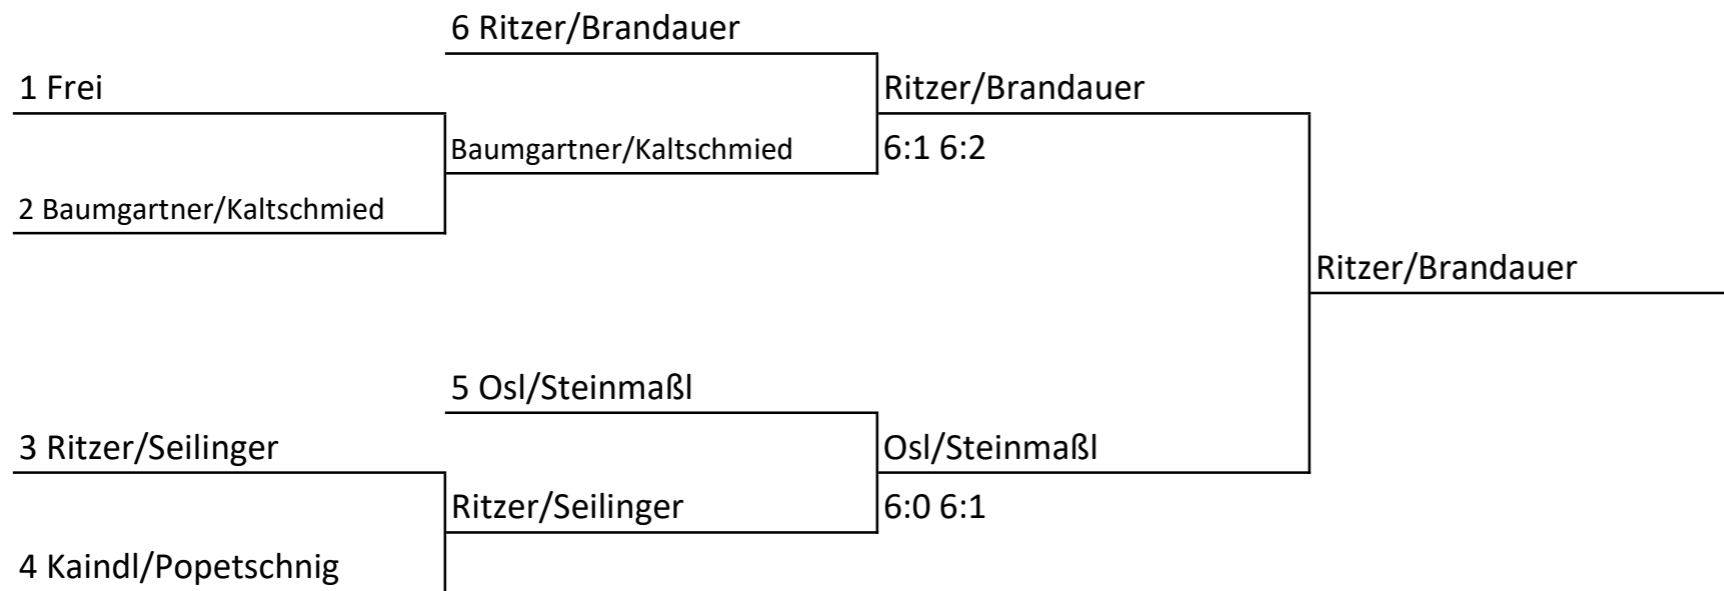 6 Ritzer/Brandauer
1 Frei
Ritzer/Brandauer
Baumgartner/Kaltschmied
6:1 6:2
2 Baumgartner/Kaltschmied
Ritzer/Brandauer
5 Osl/Steinmaßl
3 Ritzer/Seilinger
Osl/Steinmaßl
Ritzer/Seilinger
6:0 6:1
4 Kaindl/Popetschnig